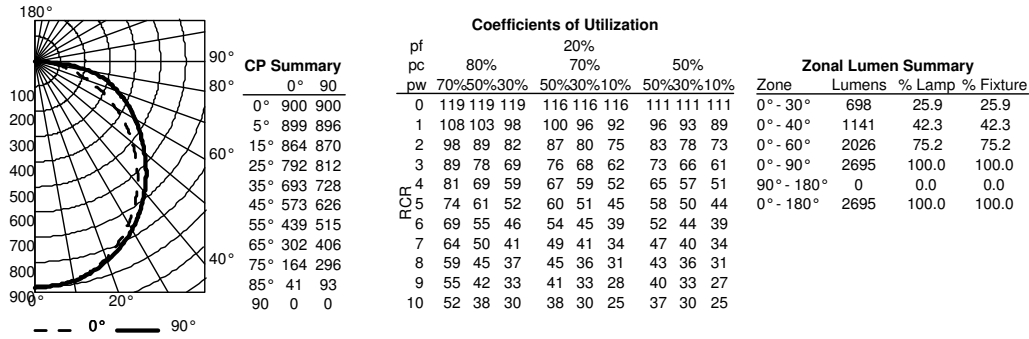 180°
90°
80°
60°
40°
20°
0°
100
200
300
400
500
600
700
800
900
0° 90°
CP Summary
0° 90
0° 900 900
5° 899 896
15° 864 870
25° 792 812
35° 693 728
45° 573 626
55° 439 515
65° 302 406
75° 164 296
85° 41 93
90 0 0
Coefficients of Utilization
pf 20%
pc 80% 70% 50%
pw 70%50%30% 50%30%10% 50%30%10%
RCR
0 119 119 119 116 116 116 111 111 111
1 108 103 98 100 96 92 96 93 89
2 98 89 82 87 80 75 83 78 73
3 89 78 69 76 68 62 73 66 61
4 81 69 59 67 59 52 65 57 51
5 74 61 52 60 51 45 58 50 44
6 69 55 46 54 45 39 52 44 39
7 64 50 41 49 41 34 47 40 34
8 59 45 37 45 36 31 43 36 31
9 55 42 33 41 33 28 40 33 27
10 52 38 30 38 30 25 37 30 25
Zonal Lumen Summary
Zone Lumens % Lamp % Fixture
0° - 30° 698 25.9 25.9
0° - 40° 1141 42.3 42.3
0° - 60° 2026 75.2 75.2
0° - 90° 2695 100.0 100.0
90° - 180° 0 0.0 0.0
0° - 180° 2695 100.0 100.0